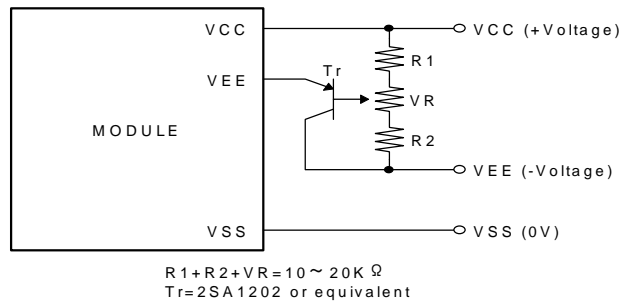 VCC
VCC (+Voltage)
R1
Tr
VEE
VR
MODULE
R2
VEE (-Voltage)
VSS
VSS (0V)
R1+R2+VR=10～20KΩ
Tr=2SA1202 or equivalent